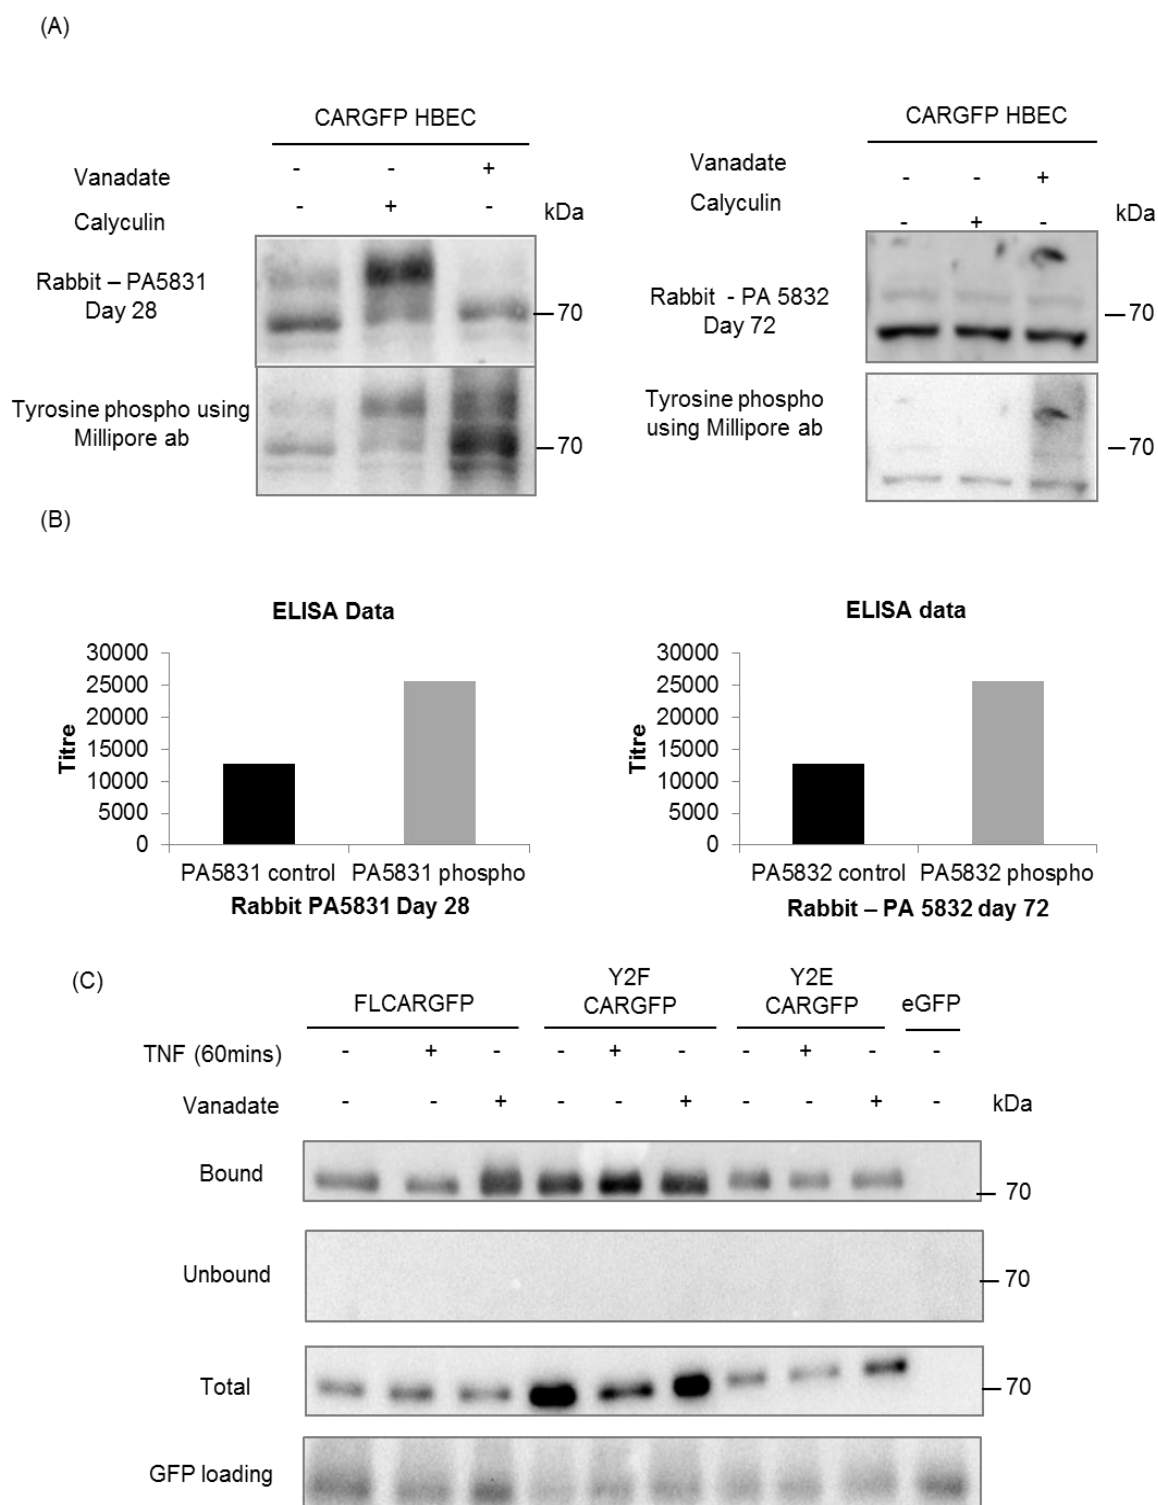 (A)
CARGFP HBEC
Vanadate - - +
Calyculin - + - kDa
Rabbit – PA5831
Day 28
70
Tyrosine phospho using
Millipore ab
70
CARGFP HBEC
Vanadate - - +
Calyculin - + - kDa
Rabbit - PA 5832
Day 72
70
Tyrosine phospho
using Millipore ab
70
(B)
ELISA Data
30000
25000
20000
15000
10000
5000
0
Titre
PA5831 control PA5831 phospho
Rabbit PA5831 Day 28
ELISA data
30000
25000
20000
15000
10000
5000
0
Titre
PA5832 control PA5832 phospho
Rabbit – PA 5832 day 72
(C)
FLCARGFP
Y2F
CARGFP
Y2E
CARGFP
eGFP
TNF (60mins) - + - - + - - + - -
Vanadate - - + - - + - - + - kDa
Bound
70
Unbound
70
Total
70
GFP loading